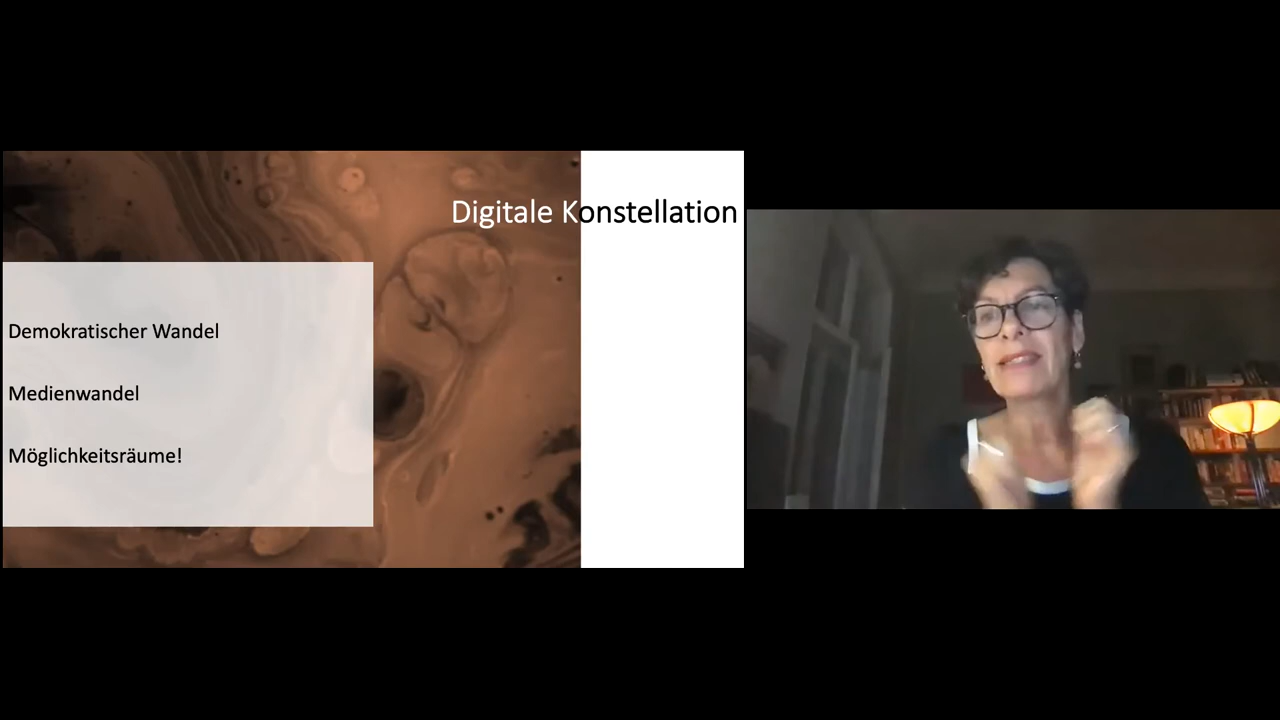 Digitale Konstellation
Demokratischer Wandel
Medienwandel
Möglichkeitsräume!